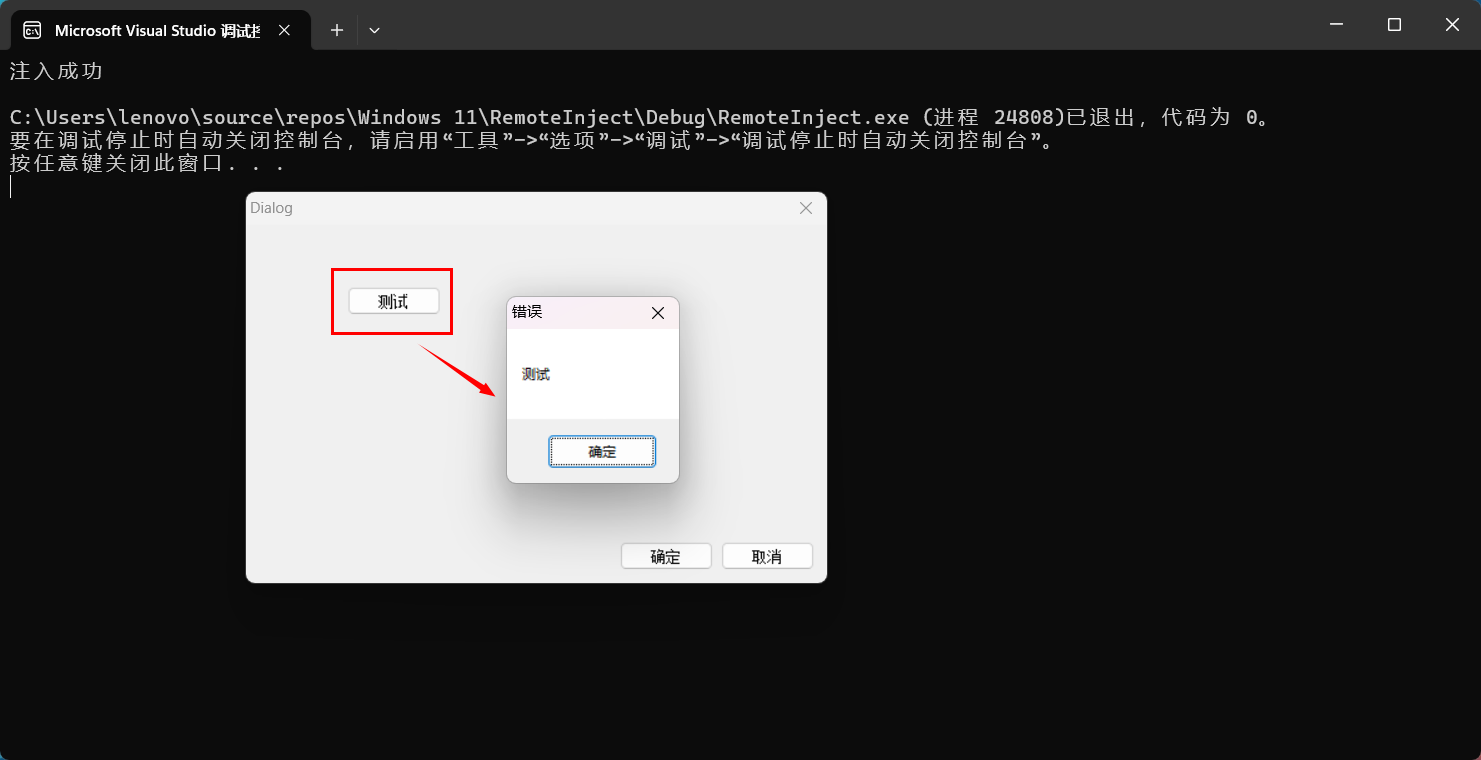 Microsoft Visual Studio 调试控
注入成功
C:\Users\lenovo\source\repos\Windows 11\RemoteInject\Debug\RemoteInject.exe (进程 24808)已退出，代码为 0。
要在调试停止时自动关闭控制台，请启用“工具”->“选项”->“调试”->“调试停止时自动关闭控制台”。
按任意键关闭此窗口. . .
Dialog
测试
错误
测试
确定
确定
取消